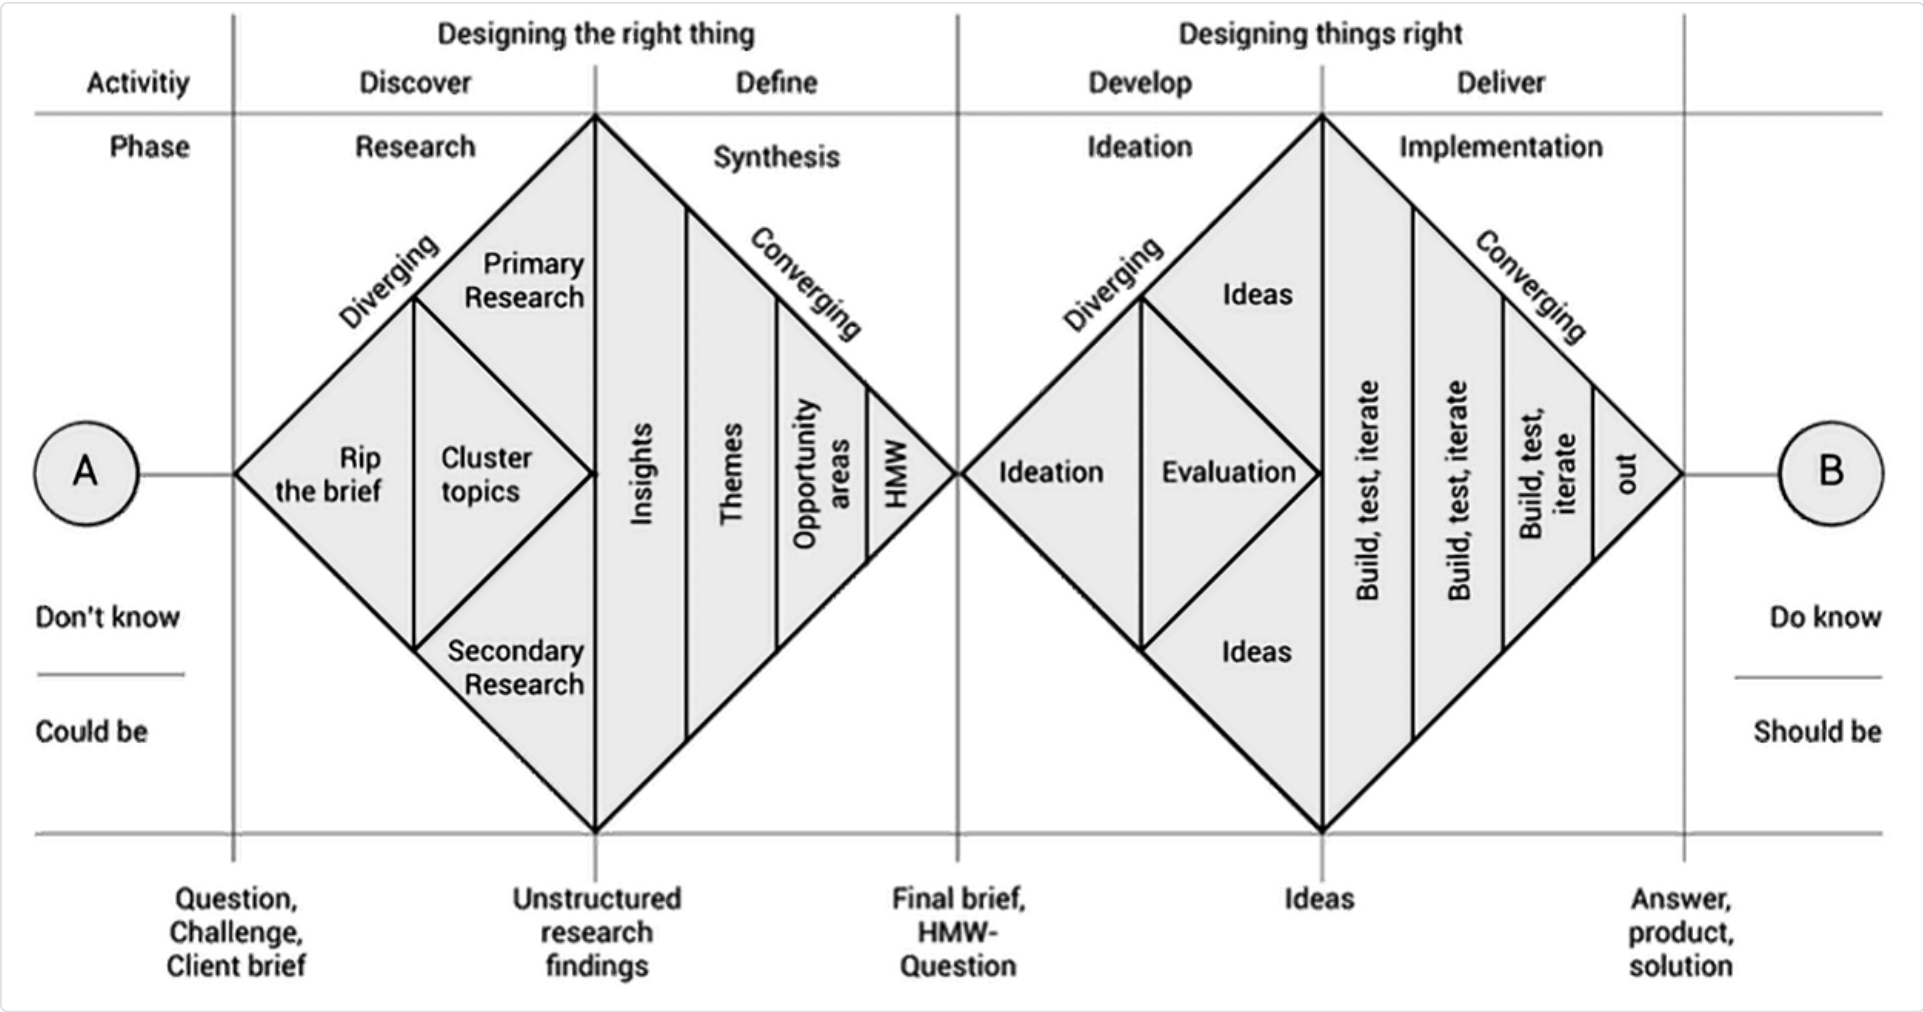 Designing the right thing
Designing things right
Activitiy
Discover
Define
Develop
Deliver
Phase
Research
Synthesis
Ideation
Implementation
Diverging
Converging
Diverging
Converging
Primary
Research
Ideas
A
Rip
the brief
Cluster
topics
Insights
Themes
Opportunity
areas
HMW
Ideation
Evaluation
Build, test, iterate
Build, test, iterate
Build, test,
iterate
out
B
Secondary
Research
Ideas
Don't know
Could be
Do know
Should be
Question,
Challenge,
Client brief
Unstructured
research
findings
Final brief,
HMW-
Question
Ideas
Answer,
product,
solution